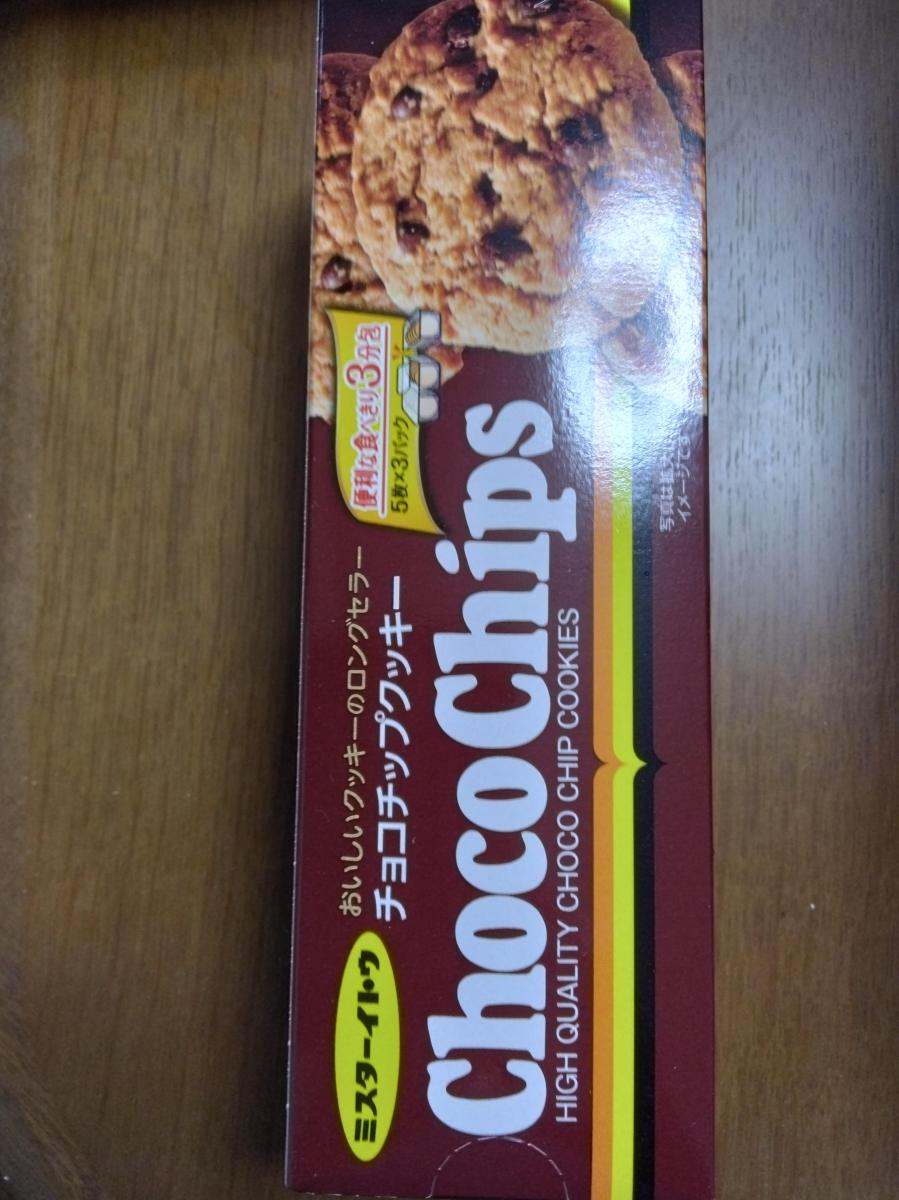 便利な食べきり3分包
5枚×3パック
おいしいクッキーのロングセラー
チョコチップクッキー
ミスターイトウ
Choco Chips
HIGH QUALITY CHOCO CHIP COOKIES
写真は拡
イメージです